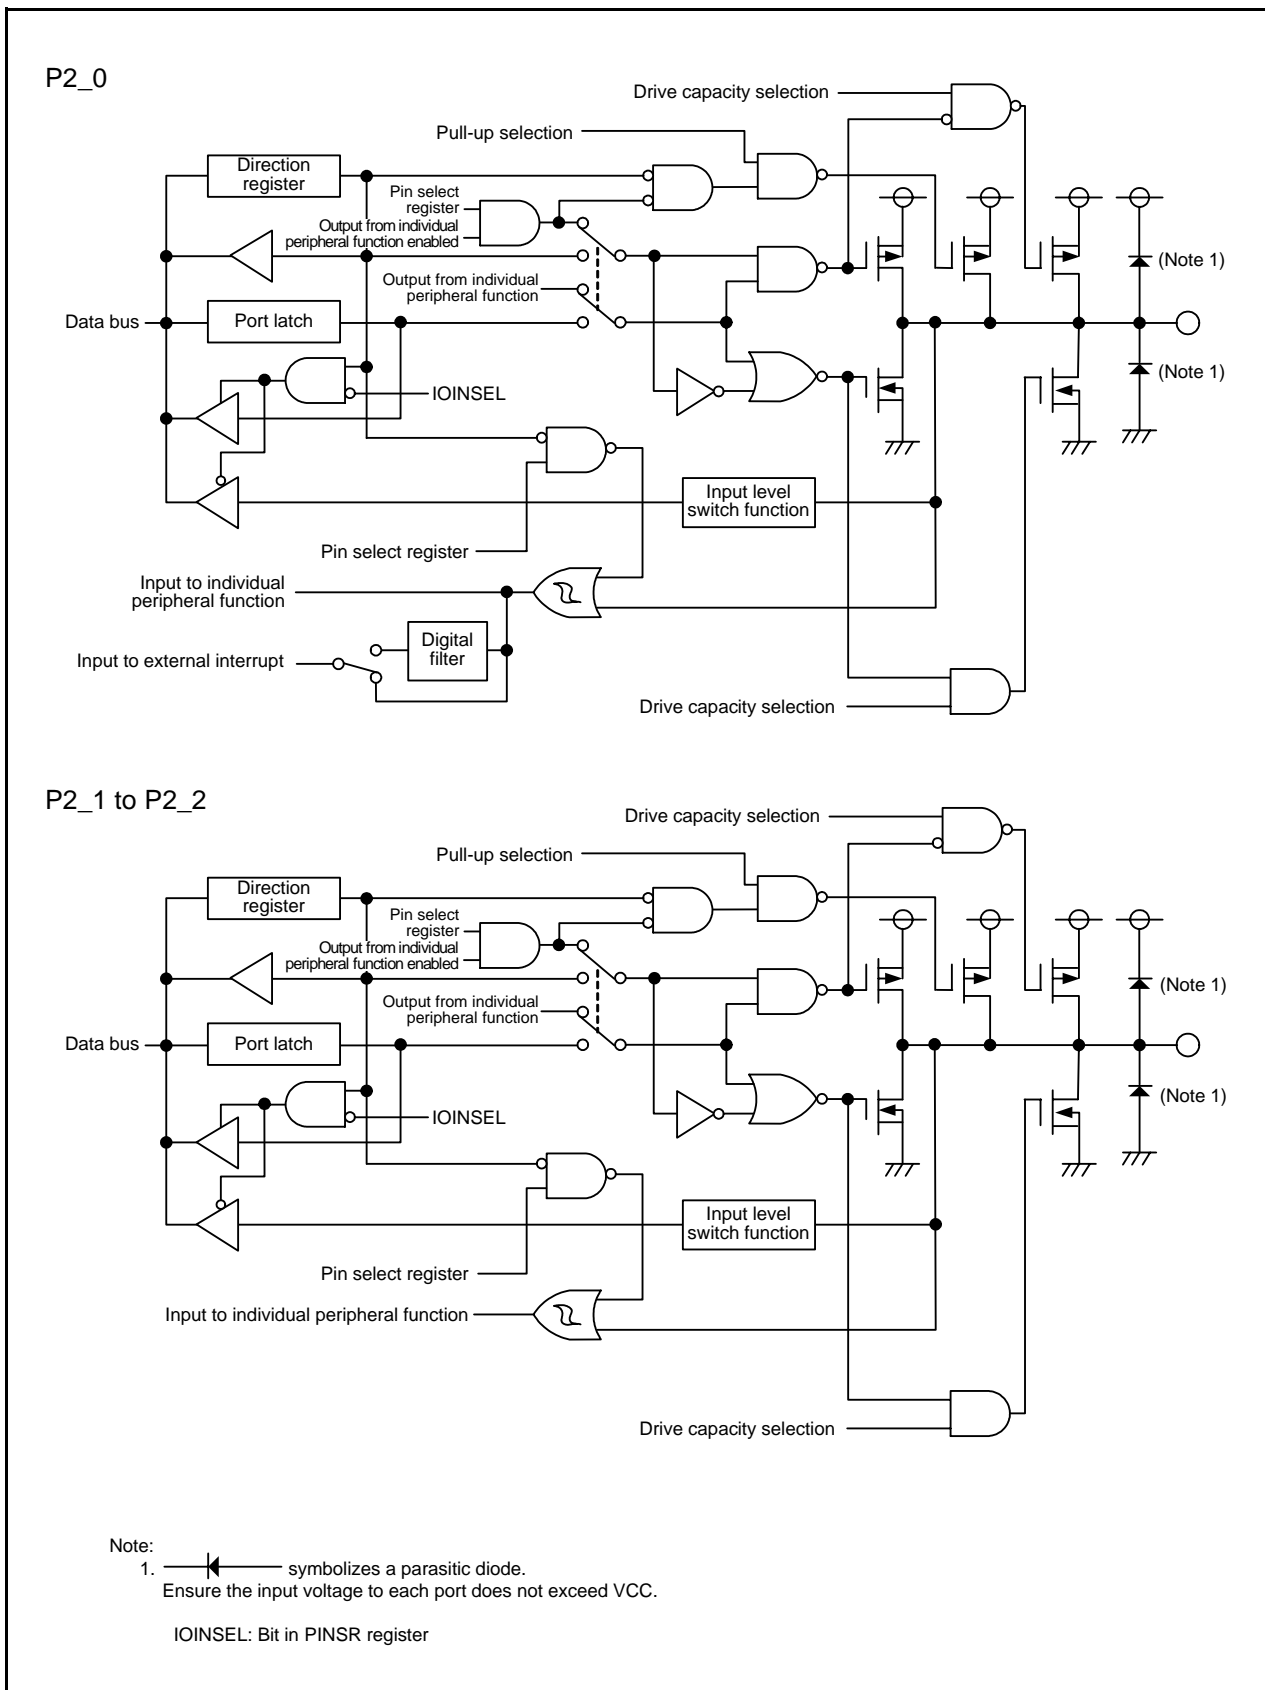 P2_0
Drive capacity selection
Pull-up selection
Direction
register
Pin select
register
Output from individual
peripheral function enabled
Output from individual
peripheral function
(Note 1)
Data bus
Port latch
(Note 1)
IOINSEL
Input level
switch function
Pin select register
Input to individual
peripheral function
Digital
filter
Input to external interrupt
Drive capacity selection
P2_1 to P2_2
Drive capacity selection
Pull-up selection
Direction
register
Pin select
register
Output from individual
peripheral function enabled
Output from individual
peripheral function
(Note 1)
Data bus
Port latch
(Note 1)
IOINSEL
Input level
switch function
Pin select register
Input to individual peripheral function
Drive capacity selection
Note:
1. symbolizes a parasitic diode.
Ensure the input voltage to each port does not exceed VCC.
IOINSEL: Bit in PINSR register